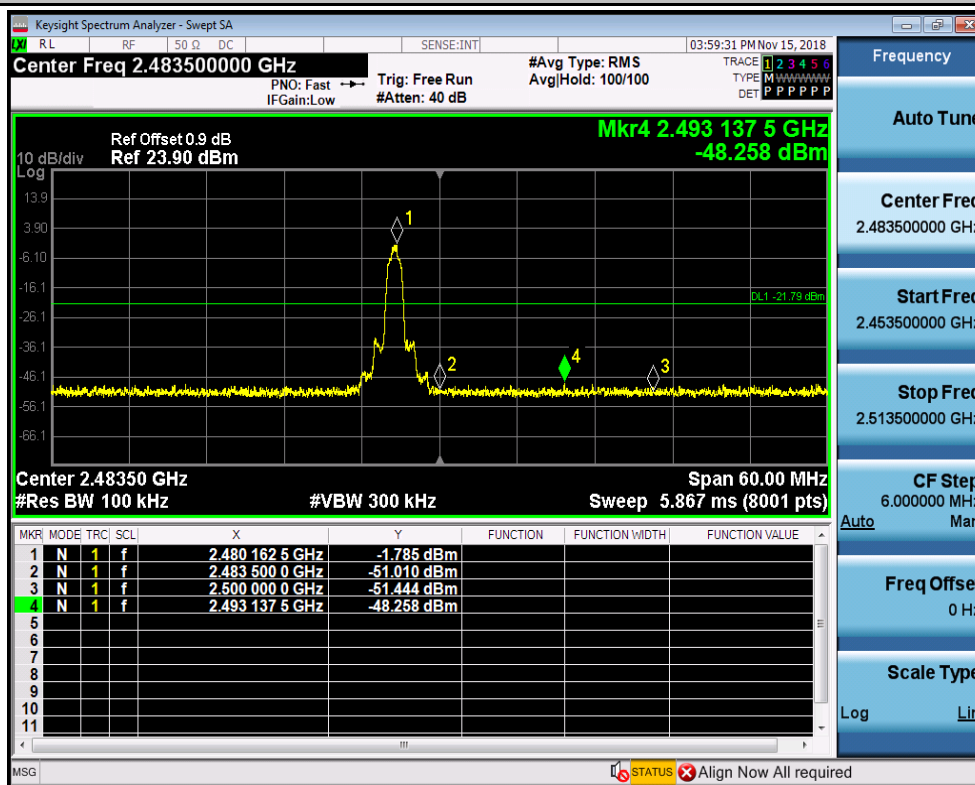 Keysight Spectrum Analyzer - Swept SA
LXI RL RF 50 Ω DC SENSE:INT 03:59:31 PM Nov 15, 2018
Center Freq 2.483500000 GHz #Avg Type: RMS TRACE 1 2 3 4 5 6
PNO: Fast Trig: Free Run Avg|Hold: 100/100 TYPE M W W W W W
IFGain:Low #Atten: 40 dB DET P P P P P P
Mkr4 2.493 137 5 GHz
Ref Offset 0.9 dB
10 dB/div Ref 23.90 dBm -48.258 dBm
Log
13.9
3.90
-6.10
-16.1
-26.1
-36.1
-46.1
-56.1
-66.1
1
DL1 -21.79 dBm
2
4
3
Center 2.48350 GHz Span 60.00 MHz
#Res BW 100 kHz #VBW 300 kHz Sweep 5.867 ms (8001 pts)
MKR MODE TRC SCL X Y FUNCTION FUNCTION WIDTH FUNCTION VALUE
1 N 1 f 2.480 162 5 GHz -1.785 dBm
2 N 1 f 2.483 500 0 GHz -51.010 dBm
3 N 1 f 2.500 000 0 GHz -51.444 dBm
4 N 1 f 2.493 137 5 GHz -48.258 dBm
5
6
7
8
9
10
11
MSG STATUS Align Now All required
Frequency
Auto Tune
Center Freq
2.483500000 GHz
Start Freq
2.453500000 GHz
Stop Freq
2.513500000 GHz
CF Step
6.000000 MHz
Auto Man
Freq Offset
0 Hz
Scale Type
Log Lin